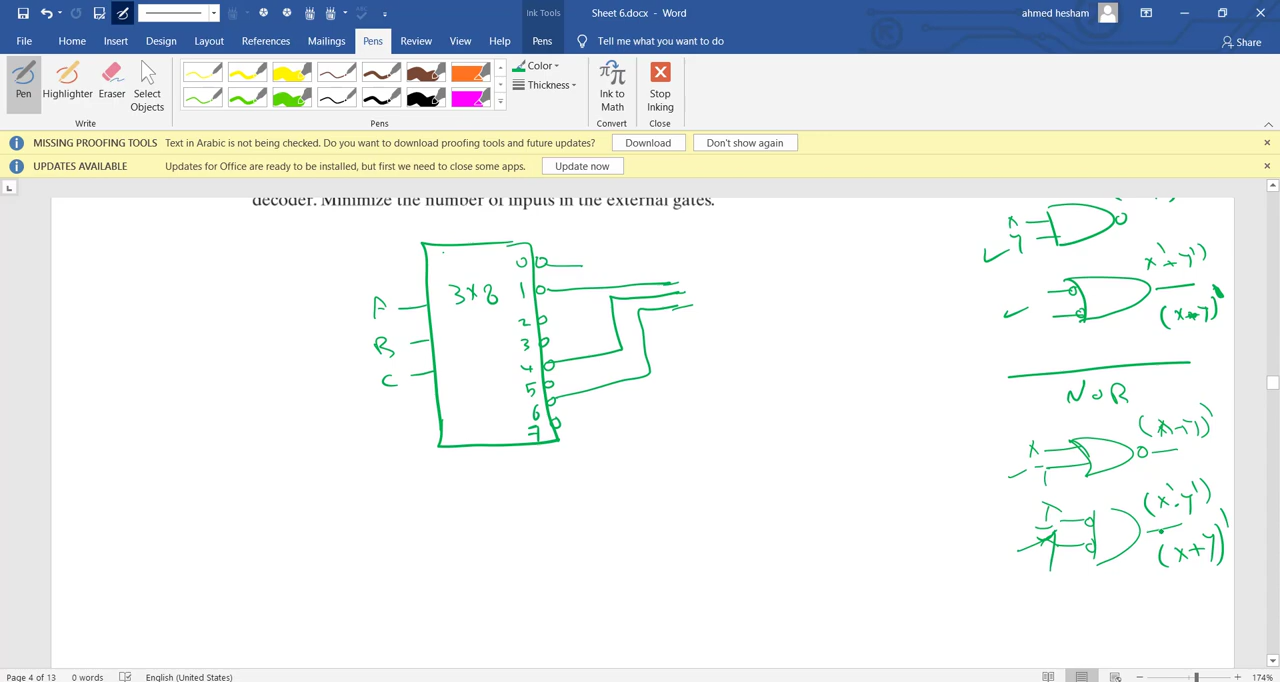 Ink Tools
Sheet 6.docx - Word
ahmed hesham
File Home Insert Design Layout References Mailings Pens Review View Help Pens Tell me what you want to do Share
Pen Highlighter Eraser Select Objects
Color Thickness
Ink to Math
Stop Inking
Write Pens Convert Close
MISSING PROOFING TOOLS Text in Arabic is not being checked. Do you want to download proofing tools and future updates? Download Don't show again
UPDATES AVAILABLE Updates for Office are ready to be installed, but first we need to close some apps. Update now
decoder. Minimize the number of inputs in the external gates.
3x8
A
B
C
0
1
2
3
4
5
6
7
x
y
x'+y'
NOR
x
(x'.y')'
(x+y)'
Page 4 of 13 0 words English (United States) 174%